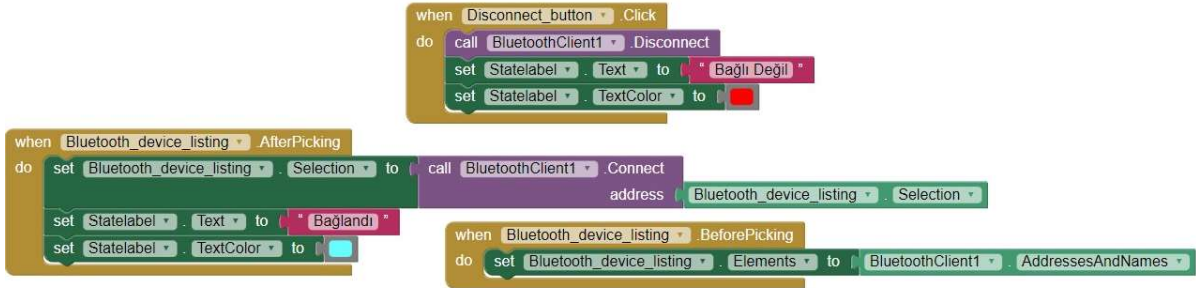 when Disconnect_button .Click
do call BluetoothClient1 .Disconnect
set Statelabel . Text to " Bağlı Değil "
set Statelabel . TextColor to
when Bluetooth_device_listing .AfterPicking
do set Bluetooth_device_listing . Selection to call BluetoothClient1 .Connect
address Bluetooth_device_listing . Selection
set Statelabel . Text to " Bağlandı "
set Statelabel . TextColor to
when Bluetooth_device_listing .BeforePicking
do set Bluetooth_device_listing . Elements to BluetoothClient1 . AddressesAndNames